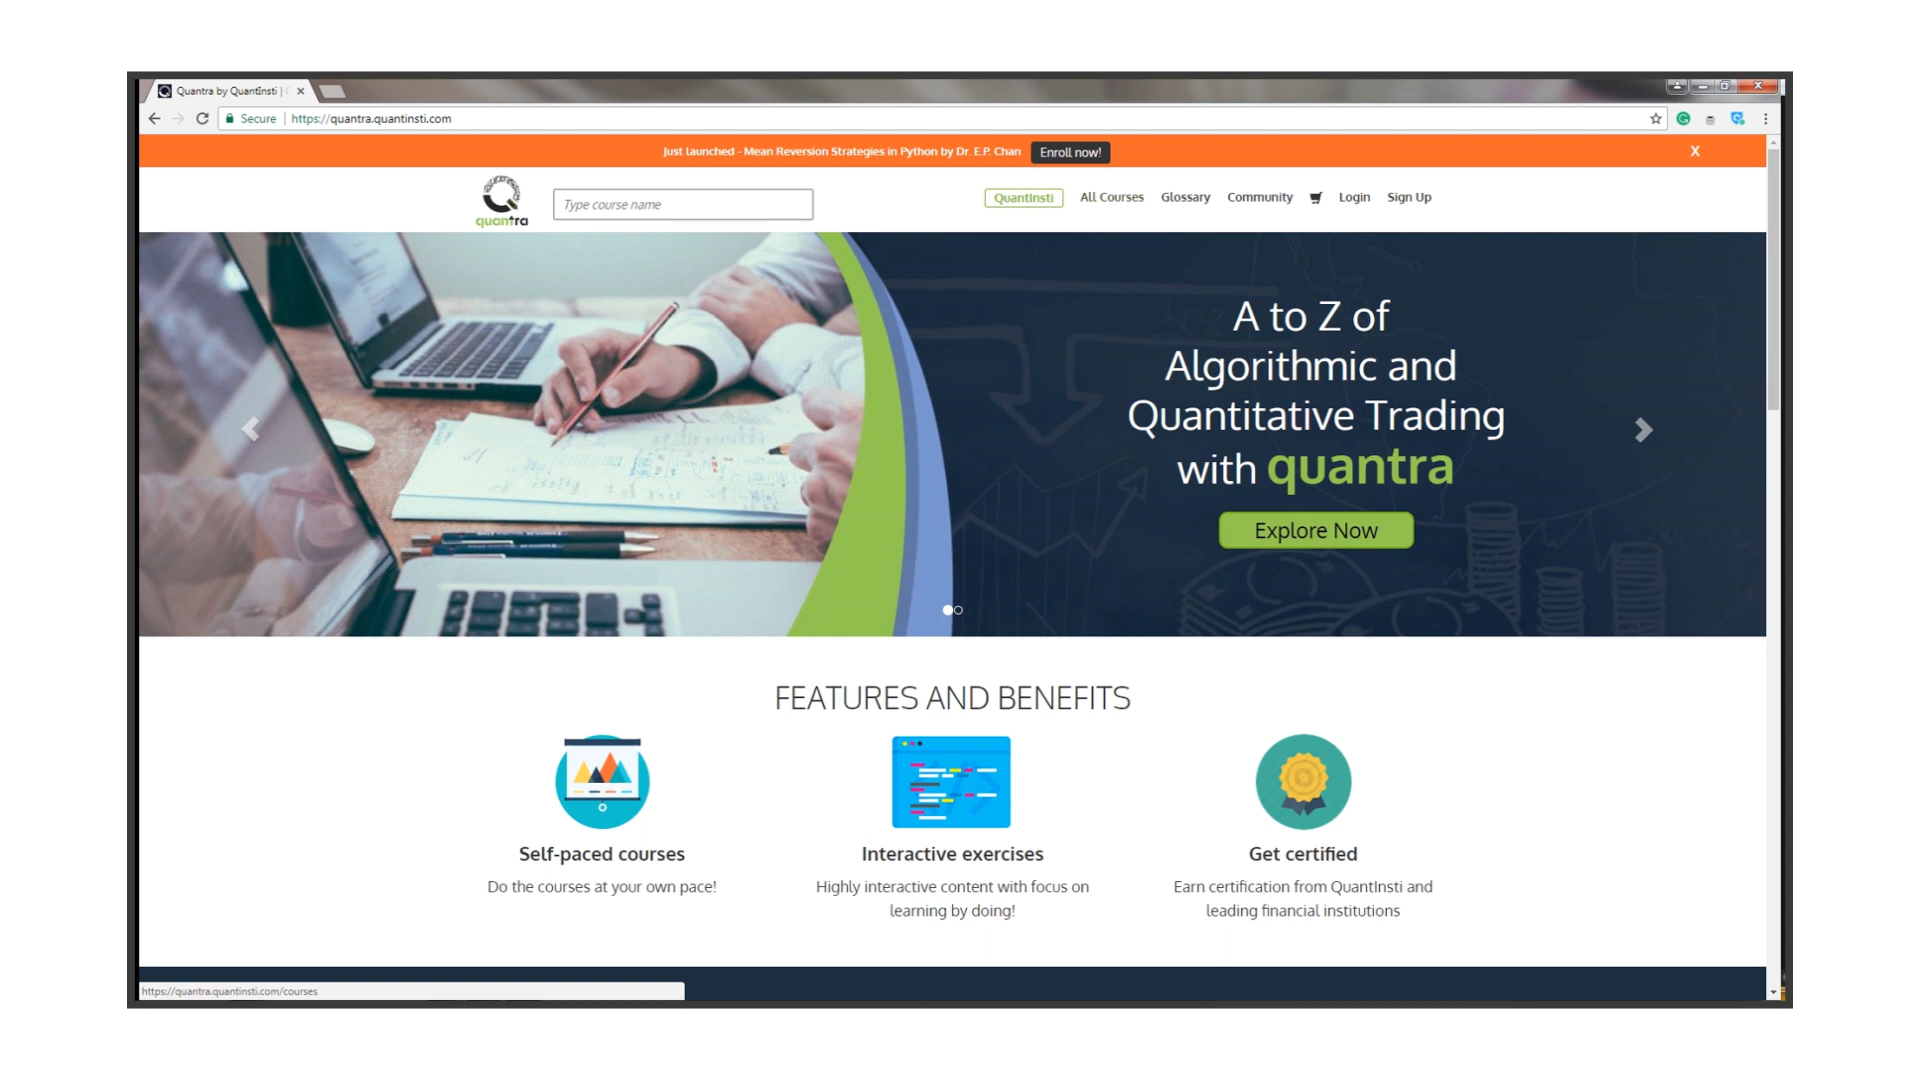 Quantra by QuantInsti |
Secure | https://quantra.quantinsti.com
Just launched - Mean Reversion Strategies in Python by Dr. E.P. Chan Enroll now! X
quantra
Type course name
QuantInsti All Courses Glossary Community Login Sign Up
A to Z of
Algorithmic and
Quantitative Trading
with quantra
Explore Now
FEATURES AND BENEFITS
Self-paced courses
Do the courses at your own pace!
Interactive exercises
Highly interactive content with focus on
learning by doing!
Get certified
Earn certification from QuantInsti and
leading financial institutions
https://quantra.quantinsti.com/courses